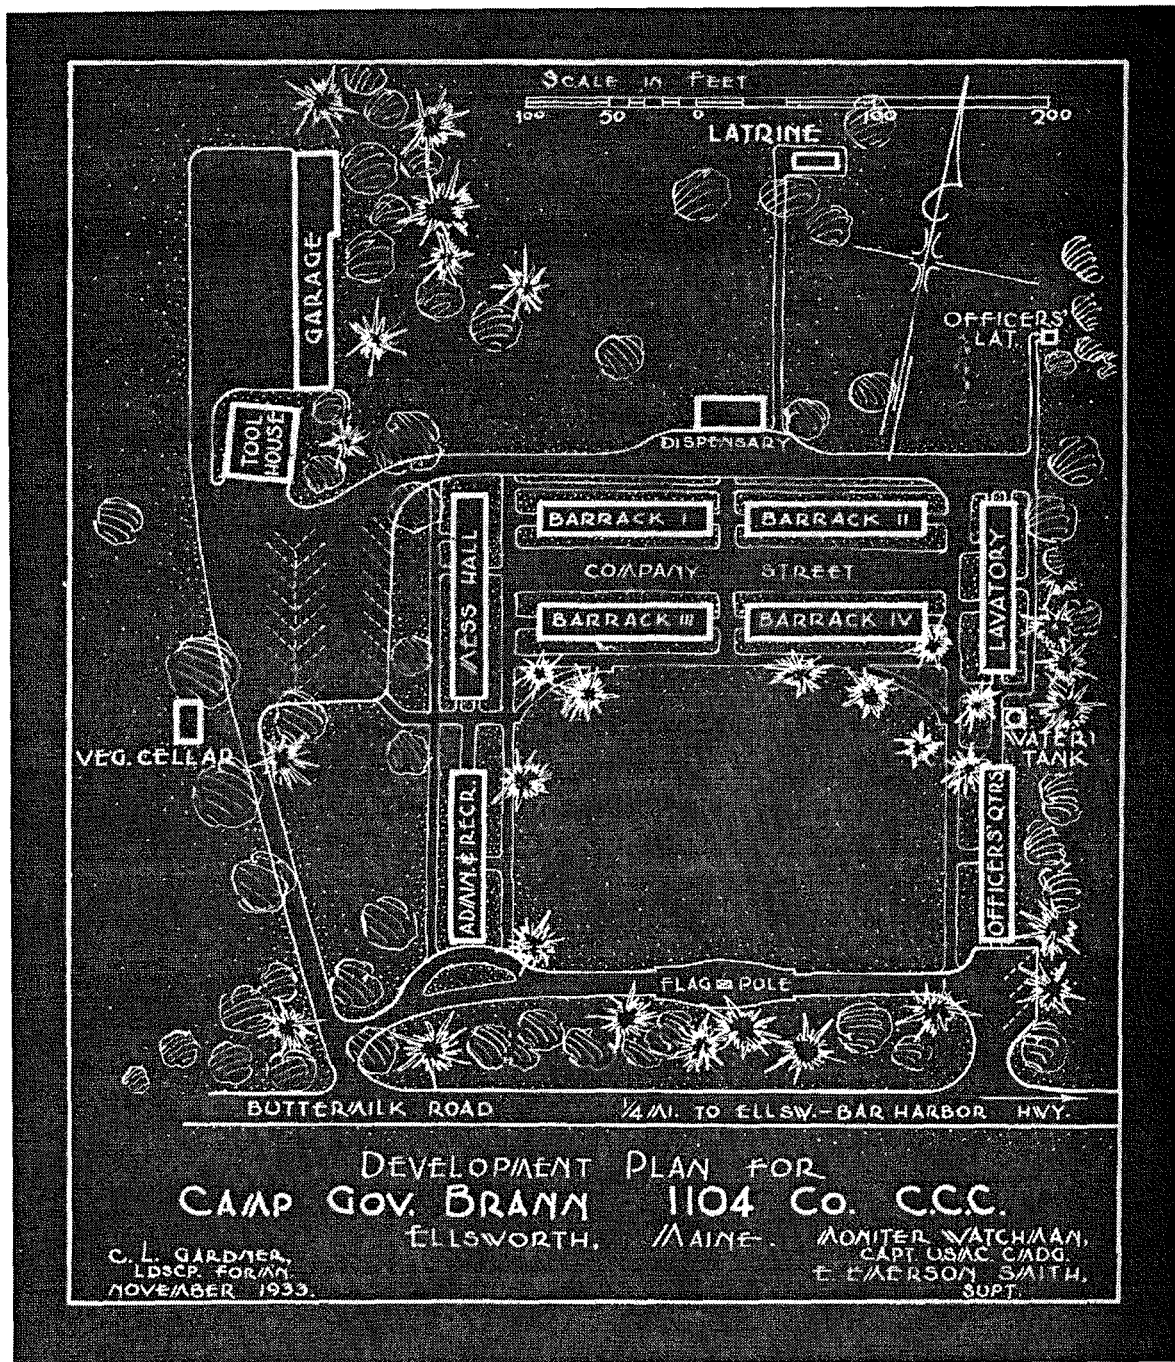 SCALE IN FEET
100 50 0 100 200
LATRINE
GARAGE
OFFICERS'
LAT.
TOOL
HOUSE
DISPENSARY
MESS HALL
BARRACK I
BARRACK II
COMPANY STREET
LAVATORY
BARRACK III
BARRACK IV
VEG. CELLAR
WATER
TANK
ADMIN. & RECR.
OFFICERS' QTRS.
FLAG POLE
BUTTERMILK ROAD
1/4 MI. TO ELLSW.-BAR HARBOR HWY.
DEVELOPMENT PLAN FOR
CAMP GOV. BRANN 1104 CO. C.C.C.
ELLSWORTH, MAINE.
C. L. GARDNER,
LDSCP. FORMN.
NOVEMBER 1933.
MONITER WATCHMAN,
CAPT. USMC CMDG.
E EMERSON SMITH,
SUPT.